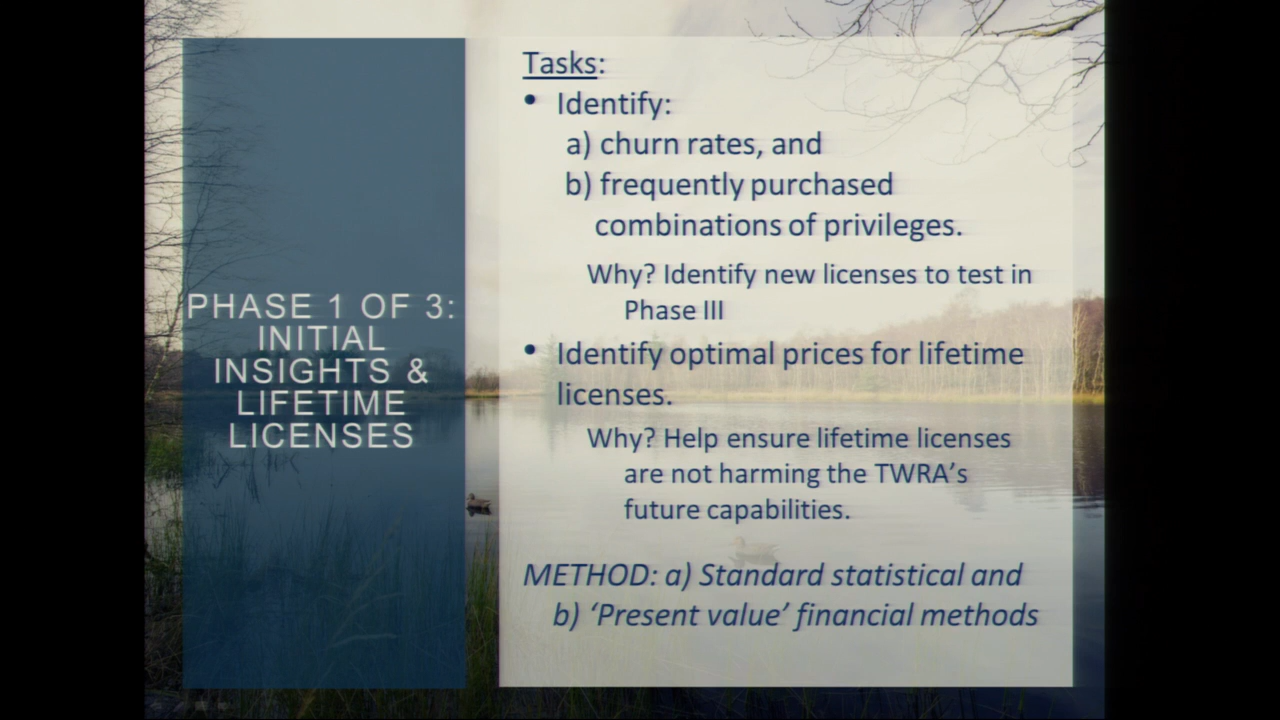 PHASE 1 OF 3:
INITIAL
INSIGHTS &
LIFETIME
LICENSES
Tasks:
• Identify:
a) churn rates, and
b) frequently purchased
combinations of privileges.
Why? Identify new licenses to test in
Phase III
• Identify optimal prices for lifetime
licenses.
Why? Help ensure lifetime licenses
are not harming the TWRA's
future capabilities.
METHOD: a) Standard statistical and
b) ‘Present value’ financial methods